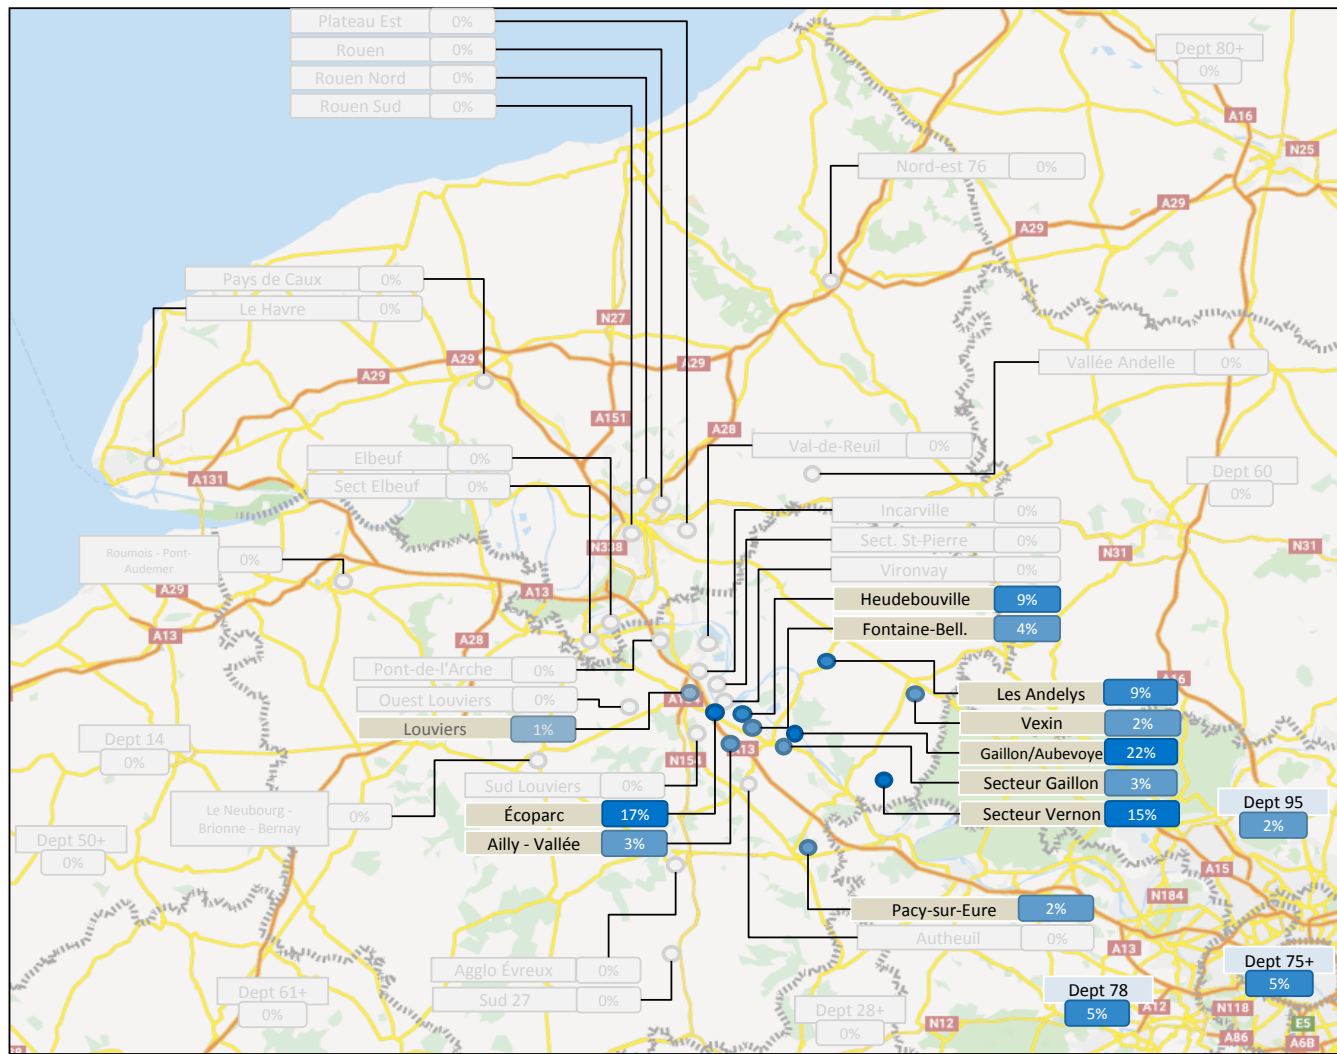 Plateau Est 0%
Rouen 0%
Rouen Nord 0%
Rouen Sud 0%
Dept 80+
0%
A16
N25
Nord-est 76 0%
A29
A29
Pays de Caux 0%
Le Havre 0%
N27
A29
A29
A29
Vallée Andelle 0%
A151
A28
Val-de-Reuil 0%
Elbeuf 0%
Sect Elbeuf 0%
A131
Dept 60
0%
Incarville 0%
Sect. St-Pierre 0%
Vironvay 0%
N338
N31
N31
Roumois - Pont-
Audemer 0%
A29
A13
Heudebouville 9%
Fontaine-Bell. 4%
A13
A28
Pont-de-l'Arche 0%
Ouest Louviers 0%
Louviers 1%
Les Andelys 9%
A16
Vexin 2%
Gaillon/Aubevoye 22%
Secteur Gaillon 3%
Secteur Vernon 15%
Dept 14
0%
A13
N154
Sud Louviers 0%
Écoparc 17%
Ailly - Vallée 3%
Le Neubourg -
Brionne - Bernay 0%
Dept 50+
0%
Dept 95
2%
A15
N184
Pacy-sur-Eure 2%
Autheuil 0%
A13
Agglo Évreux 0%
Sud 27 0%
Dept 61+
0%
Dept 28+
0%
Dept 78
5%
Dept 75+
5%
N12
A12
N118
E5
A86
A6B